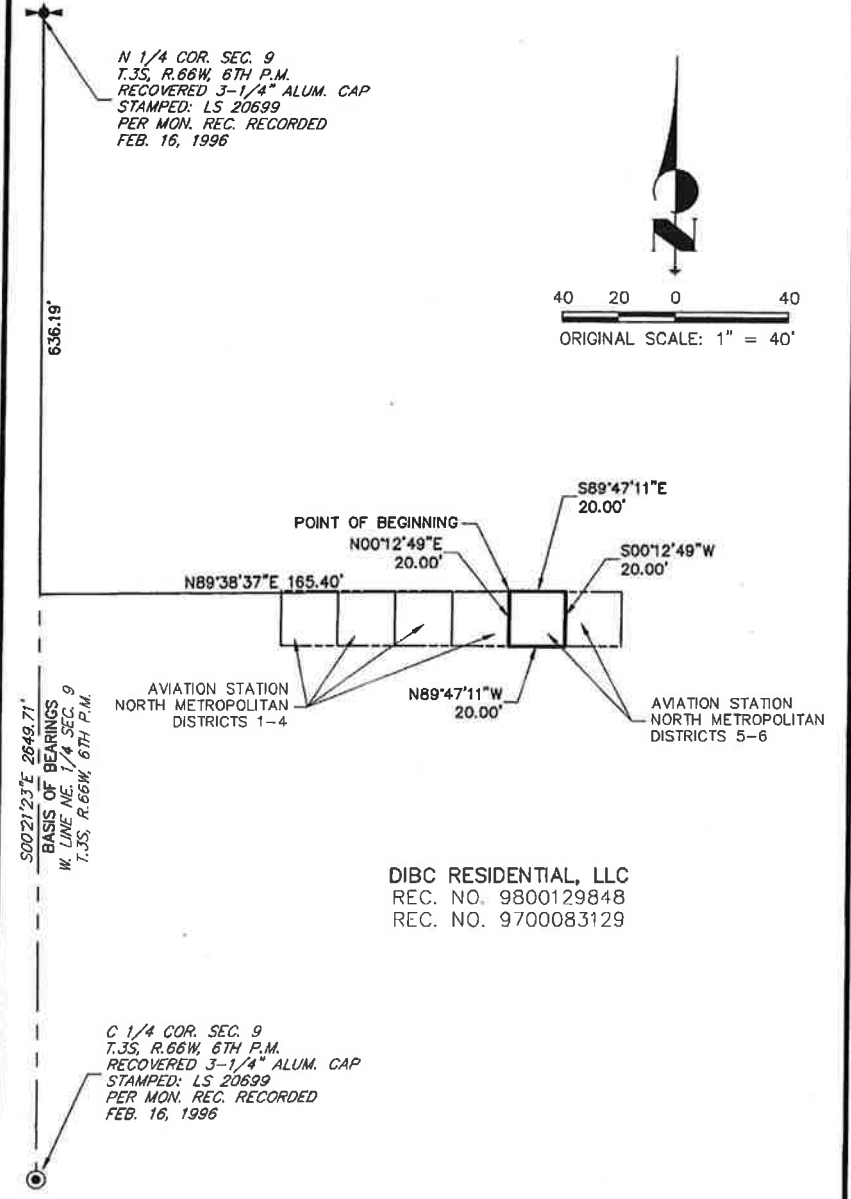 N 1/4 COR. SEC. 9
T.3S, R.66W, 6TH P.M.
RECOVERED 3-1/4" ALUM. CAP
STAMPED: LS 20699
PER MON. REC. RECORDED
FEB. 16, 1996
N
40 20 0 40
ORIGINAL SCALE: 1" = 40'
636.19'
S89°47'11"E
20.00'
POINT OF BEGINNING
N00°12'49"E
20.00'
S00°12'49"W
20.00'
N89°38'37"E 165.40'
AVIATION STATION
NORTH METROPOLITAN
DISTRICTS 1-4
N89°47'11"W
20.00'
AVIATION STATION
NORTH METROPOLITAN
DISTRICTS 5-6
S00°21'23"E 2649.71'
BASIS OF BEARINGS
W. LINE NE. 1/4 SEC. 9
T.3S, R.66W, 6TH P.M.
DIBC RESIDENTIAL, LLC
REC. NO. 9800129848
REC. NO. 9700083129
C 1/4 COR. SEC. 9
T.3S, R.66W, 6TH P.M.
RECOVERED 3-1/4" ALUM. CAP
STAMPED: LS 20699
PER MON. REC. RECORDED
FEB. 16, 1996